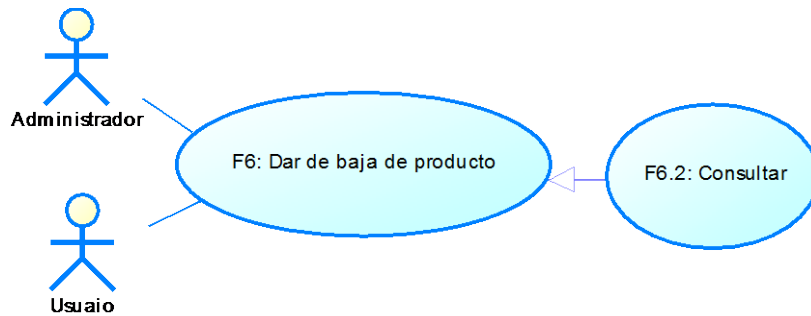 Administrador
F6: Dar de baja de producto
F6.2: Consultar
Usuaio